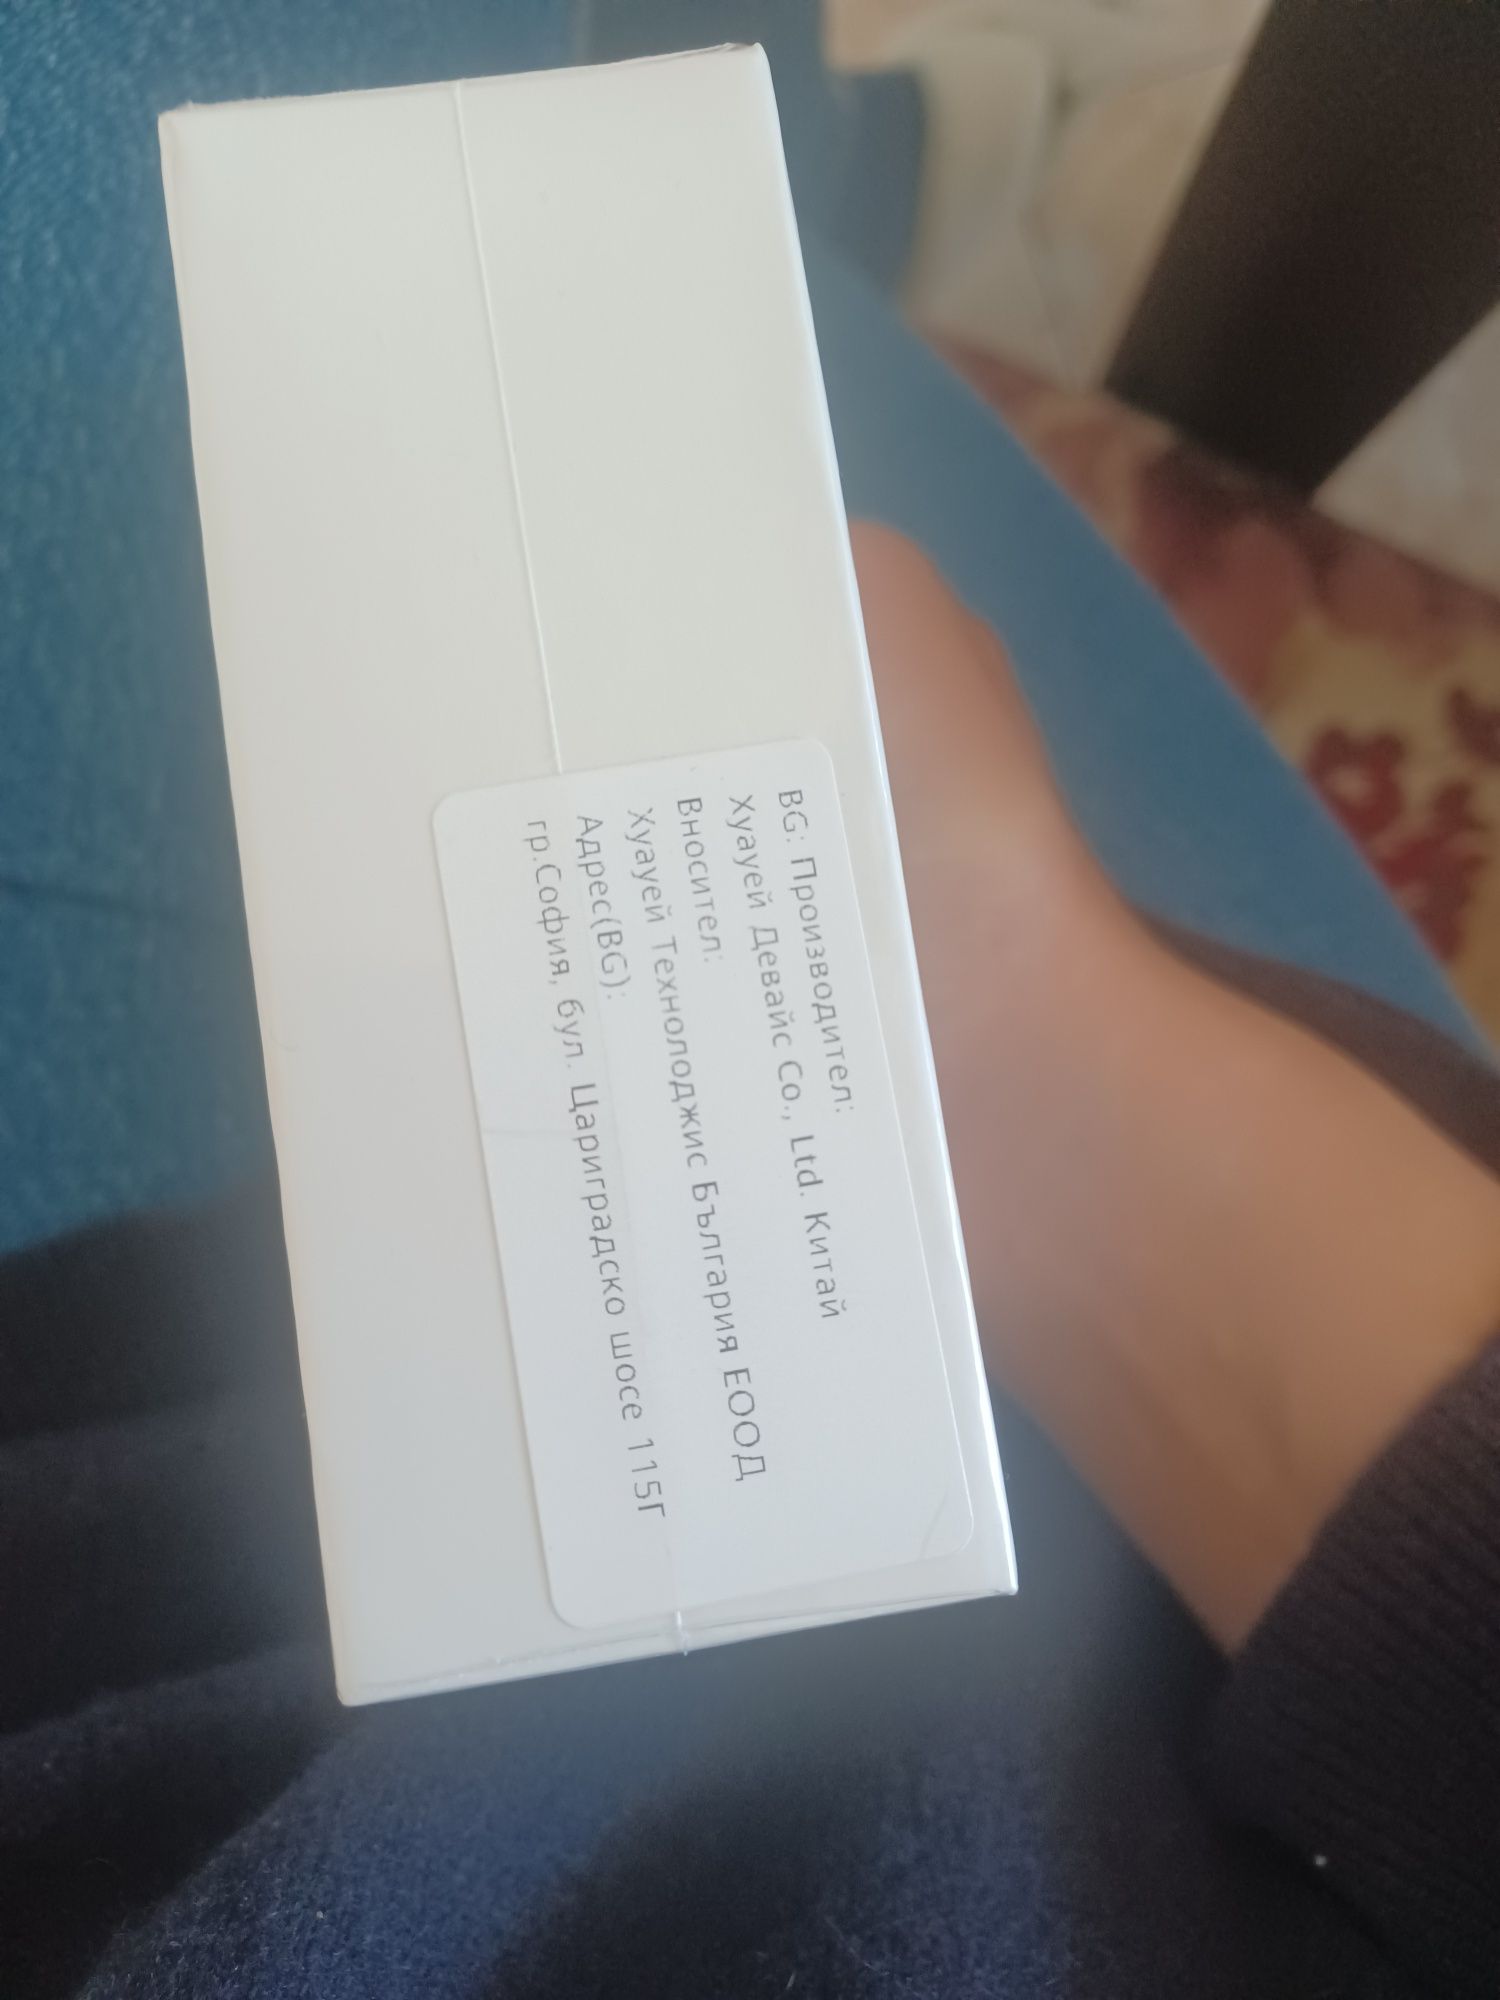 BG: Производител:
Хуауей Девайс Co., Ltd. Китай
Вносител:
Хуауей Технолоджис България ЕООД
Адрес(BG):
гр.София, бул. Цариградско шосе 115Г